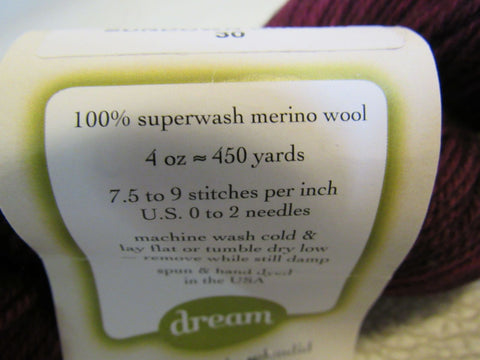 30
100% superwash merino wool
4 oz ≈ 450 yards
7.5 to 9 stitches per inch
U.S. 0 to 2 needles
machine wash cold &
lay flat or tumble dry low
— remove while still damp
spun & hand dyed
in the USA
dream